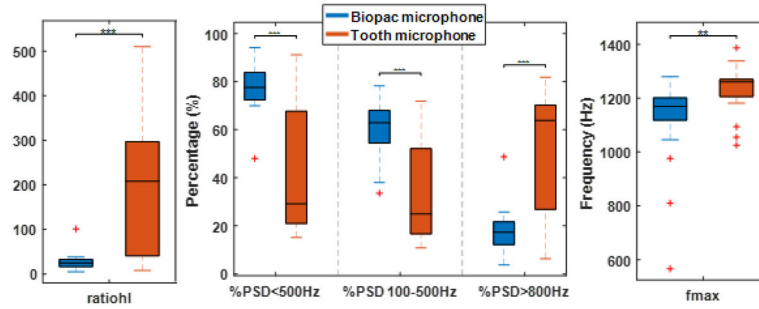 Biopac microphone
Tooth microphone
***
500
400
300
200
100
0
ratiohl
Percentage (%)
100
80
60
40
20
0
***
***
***
%PSD<500Hz
%PSD 100-500Hz
%PSD>800Hz
Frequency (Hz)
1400
1200
1000
800
600
**
fmax